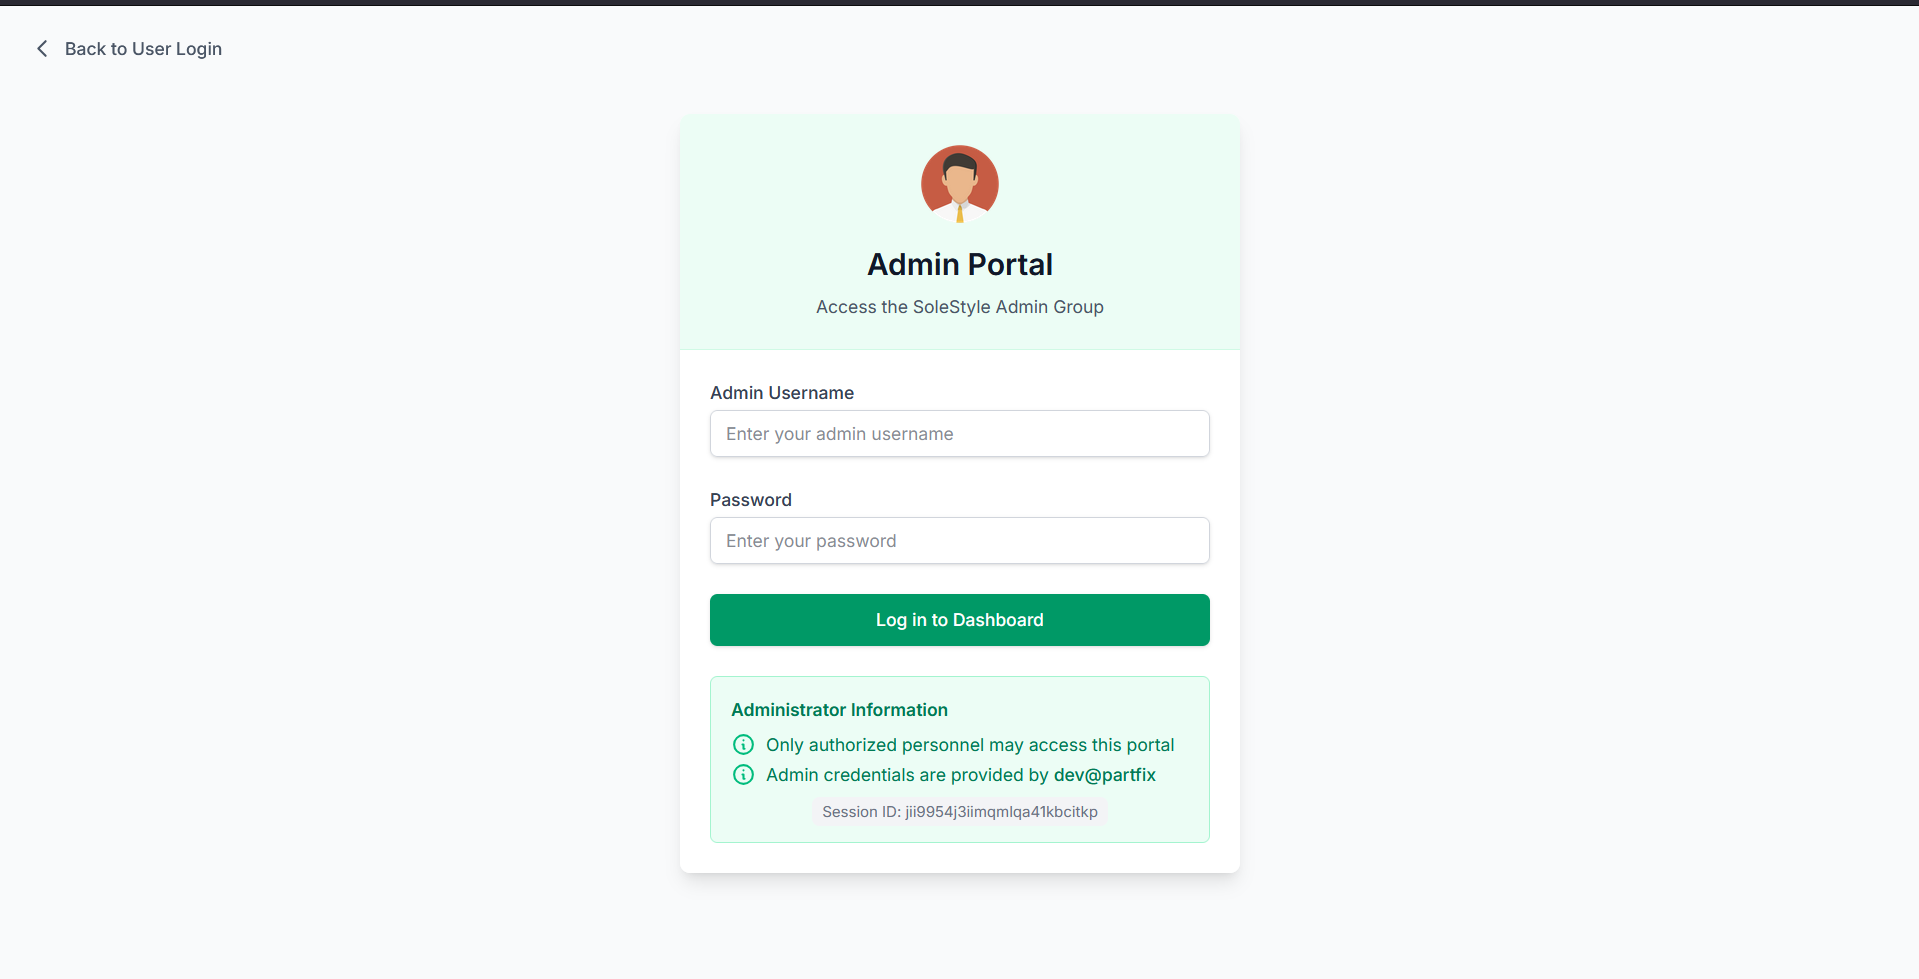 Back to User Login
Admin Portal
Access the SoleStyle Admin Group
Admin Username
Enter your admin username
Password
Enter your password
Log in to Dashboard
Administrator Information
Only authorized personnel may access this portal
Admin credentials are provided by dev@partfix
Session ID: jii9954j3iimqmlqa41kbcitkp